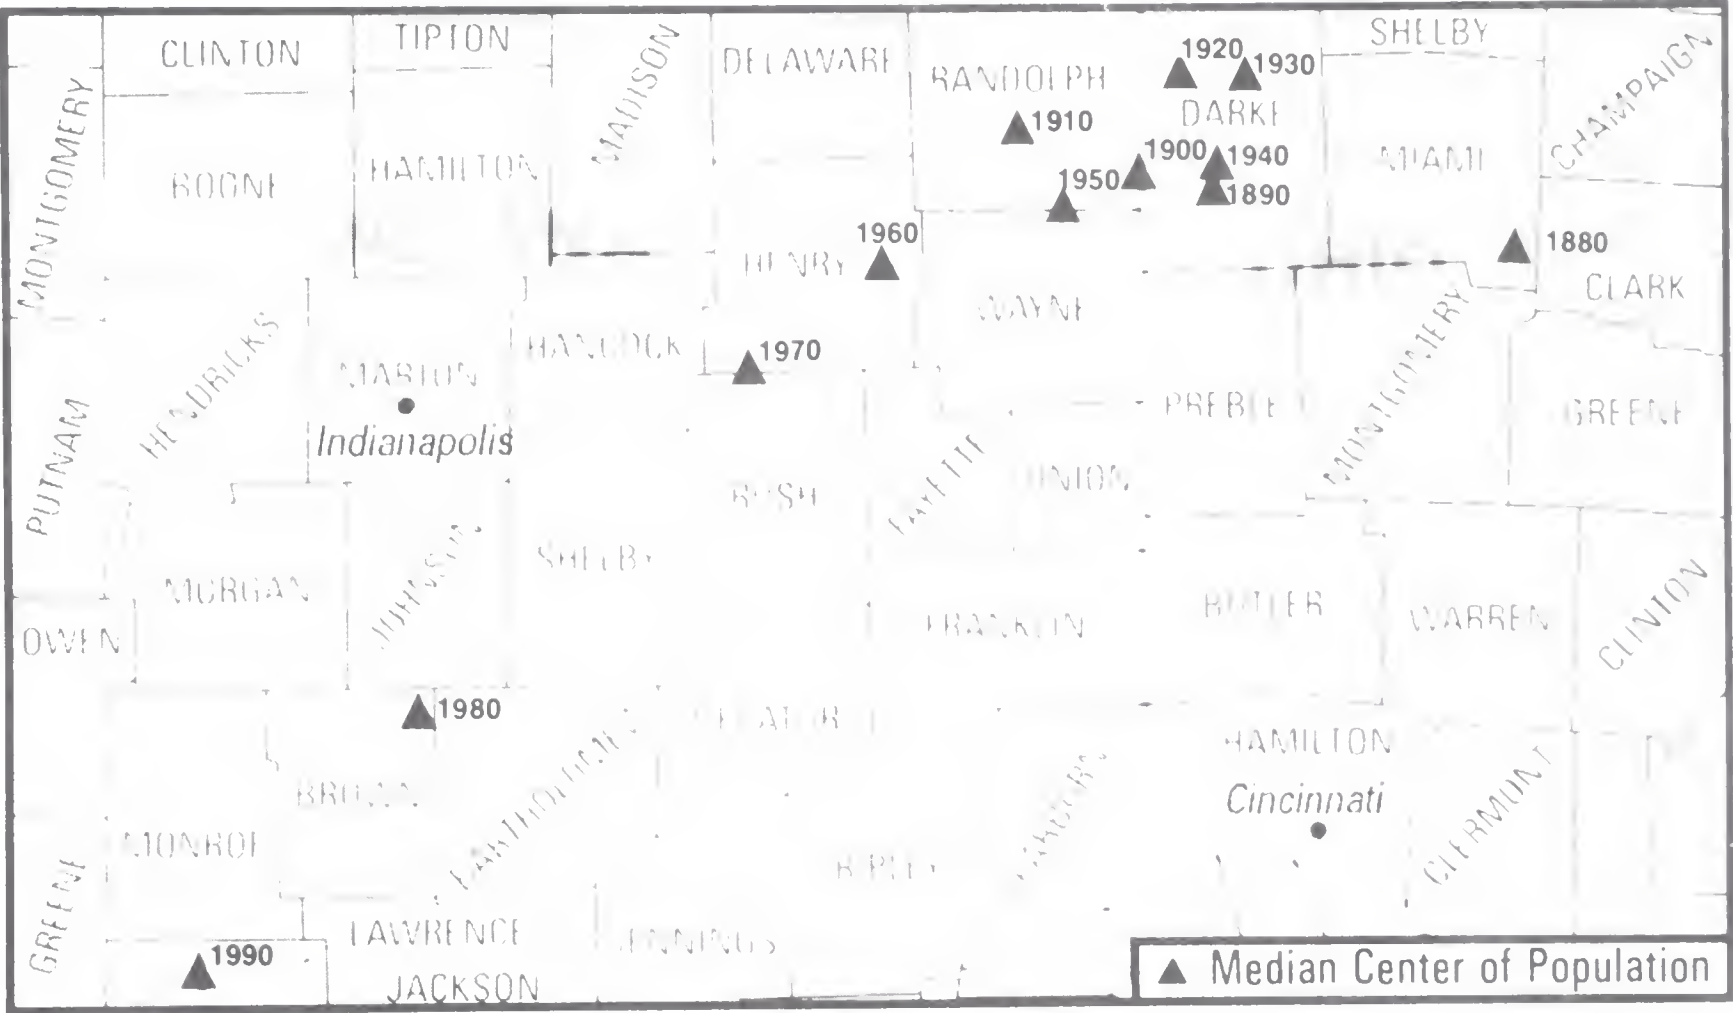 SHELBY
TIPTON
CLINTON
MADISON
DELAWARE
RANDOLPH
1920
1930
CHAMPAIGN
MONTGOMERY
HAMILTON
1910
DARKE
MIAMI
1900
1940
1950
1890
1960
1880
HENRY
CLARK
WAYNE
HENDRICKS
HANCOCK
1970
MARION
Indianapolis
PUTNAM
PREBLE
MONTGOMERY
GREENE
FAYETTE
UNION
RUSH
SHELBY
MORGAN
JOHNSON
OWEN
FRANKLIN
BUTLER
WARREN
CLINTON
1980
HAMILTON
Cincinnati
BROWN
BARTHOLOMEW
CLERMONT
MONROE
RIPLEY
GREENE
LAWRENCE
JENNINGS
1990
JACKSON
Median Center of Population